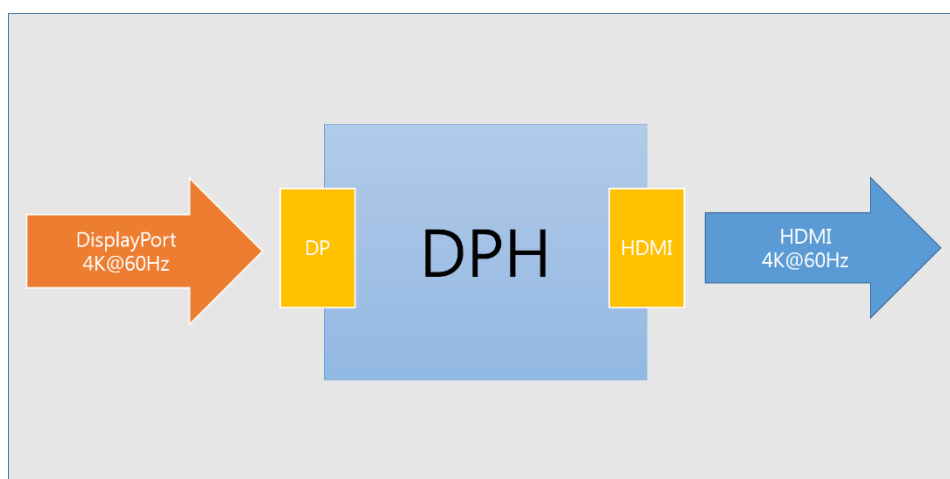 DisplayPort
4K@60Hz
DP
DPH
HDMI
HDMI
4K@60Hz